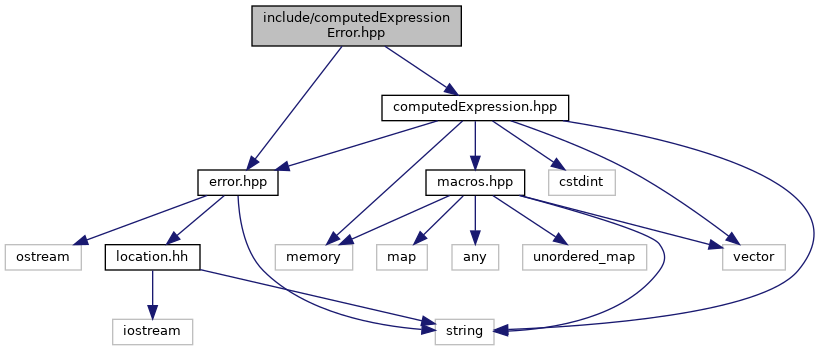 include/computedExpression
Error.hpp
computedExpression.hpp
error.hpp
macros.hpp
cstdint
ostream
location.hh
memory
map
any
unordered_map
vector
iostream
string